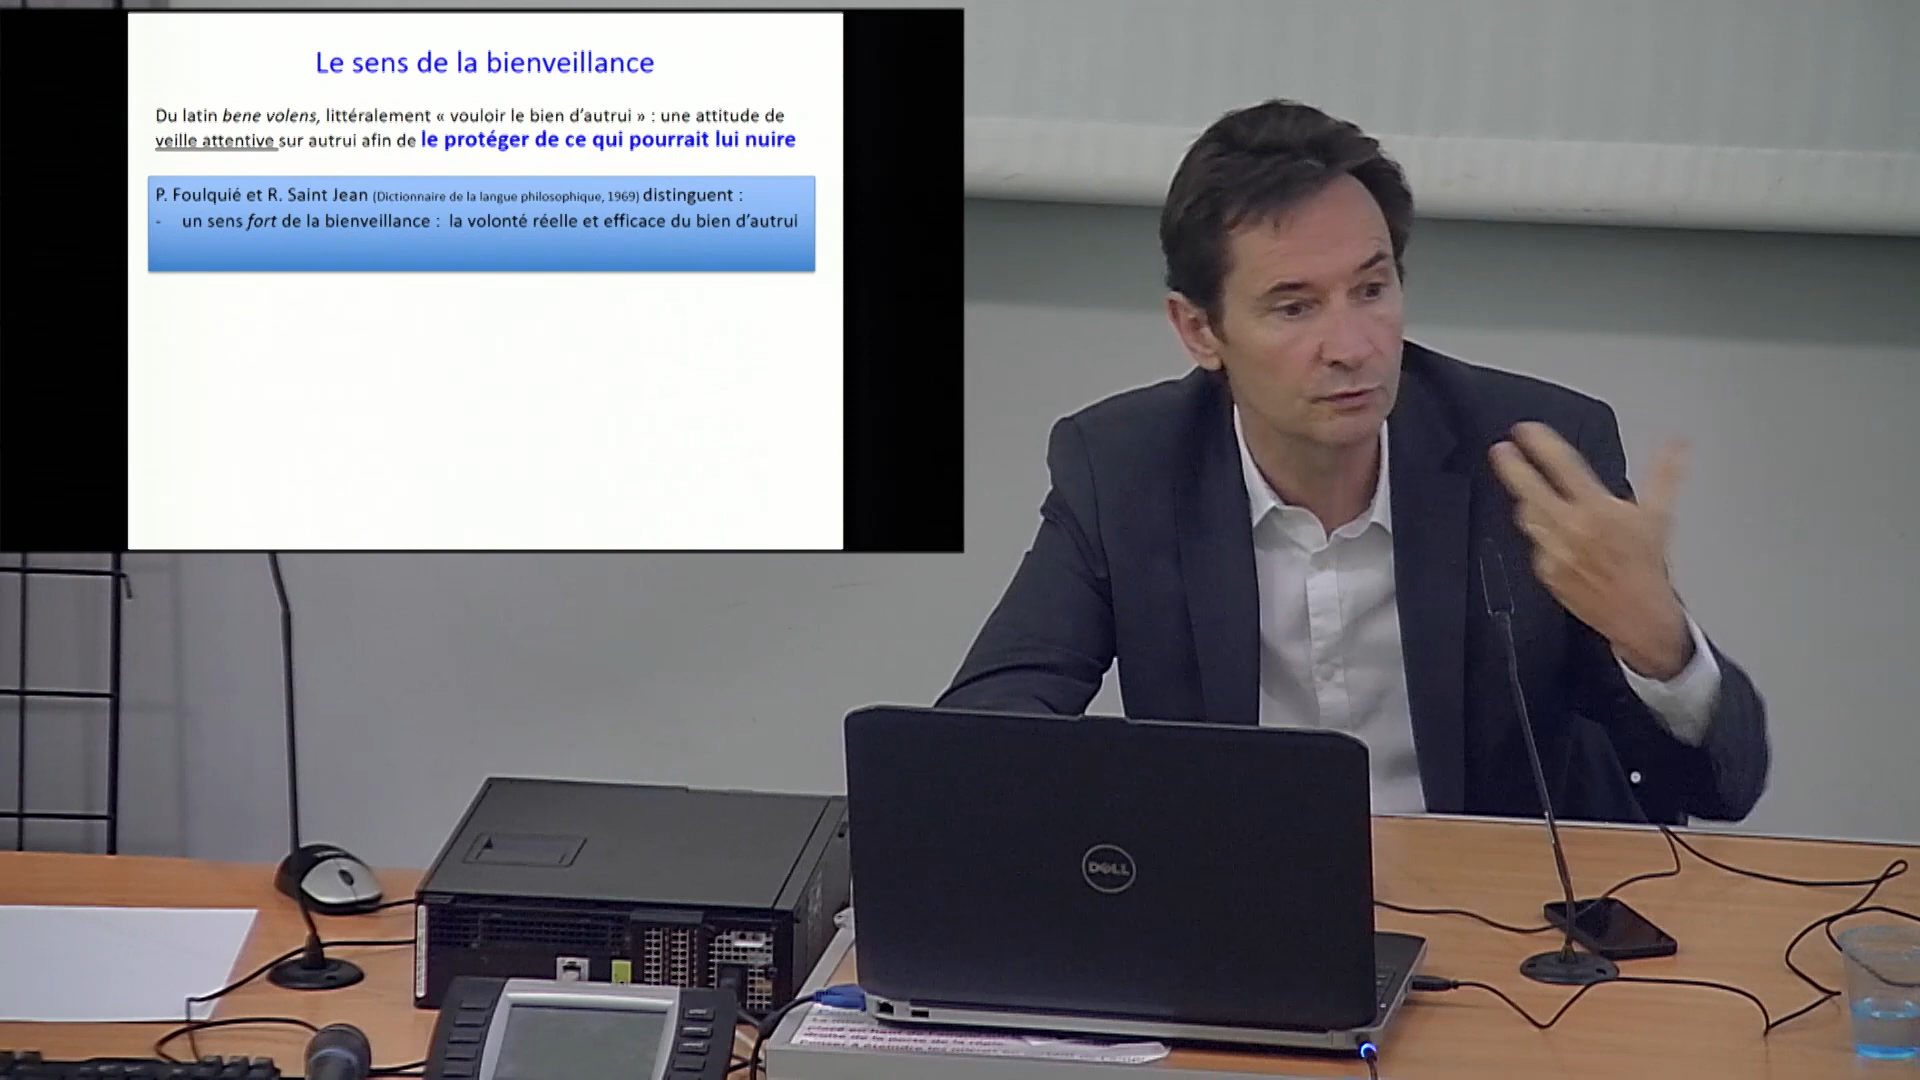 Le sens de la bienveillance
Du latin bene volens, littéralement « vouloir le bien d'autrui » : une attitude de
veille attentive sur autrui afin de le protéger de ce qui pourrait lui nuire
P. Foulquié et R. Saint Jean (Dictionnaire de la langue philosophique, 1969) distinguent :
- un sens fort de la bienveillance : la volonté réelle et efficace du bien d'autrui
DELL